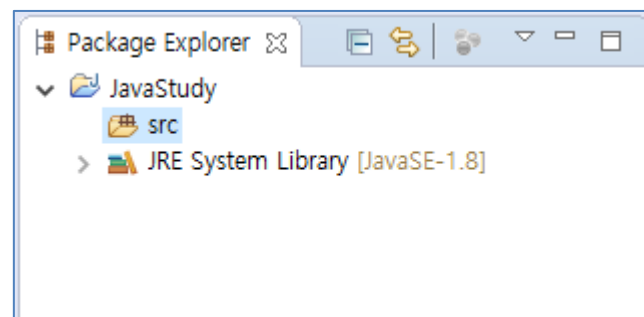 Package Explorer
JavaStudy
src
JRE System Library [JavaSE-1.8]